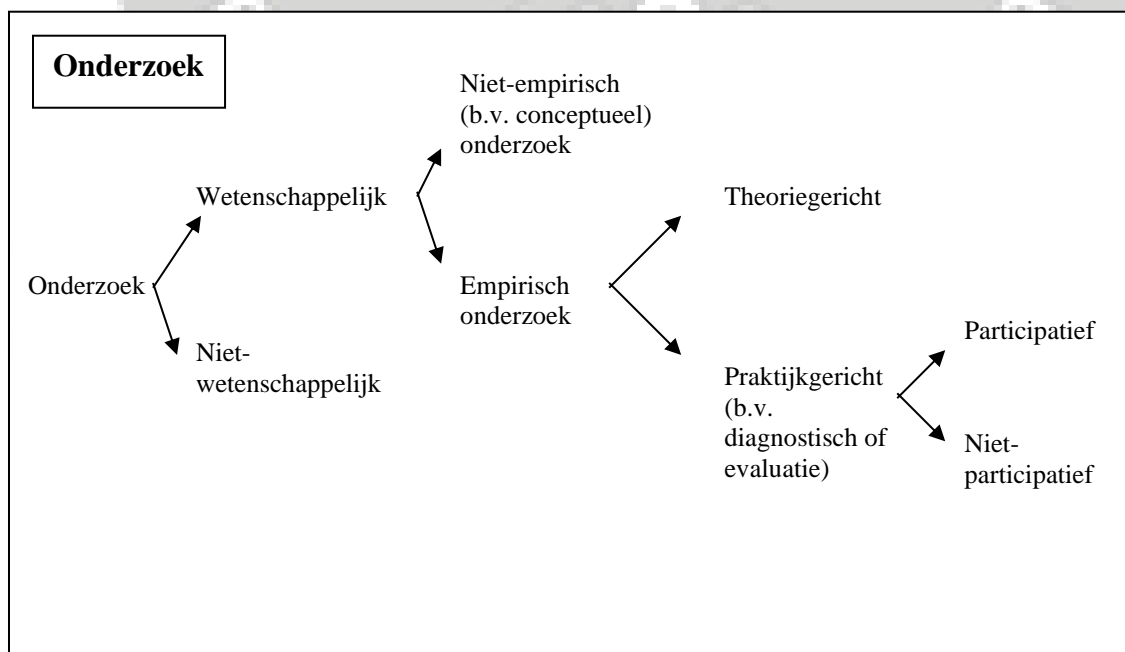 Onderzoek
Niet-empirisch
(b.v. conceptueel)
onderzoek
Wetenschappelijk
Theoriegericht
Onderzoek
Empirisch
onderzoek
Niet-
wetenschappelijk
Participatief
Praktijkgericht
(b.v.
diagnostisch of
evaluatie)
Niet-
participatief